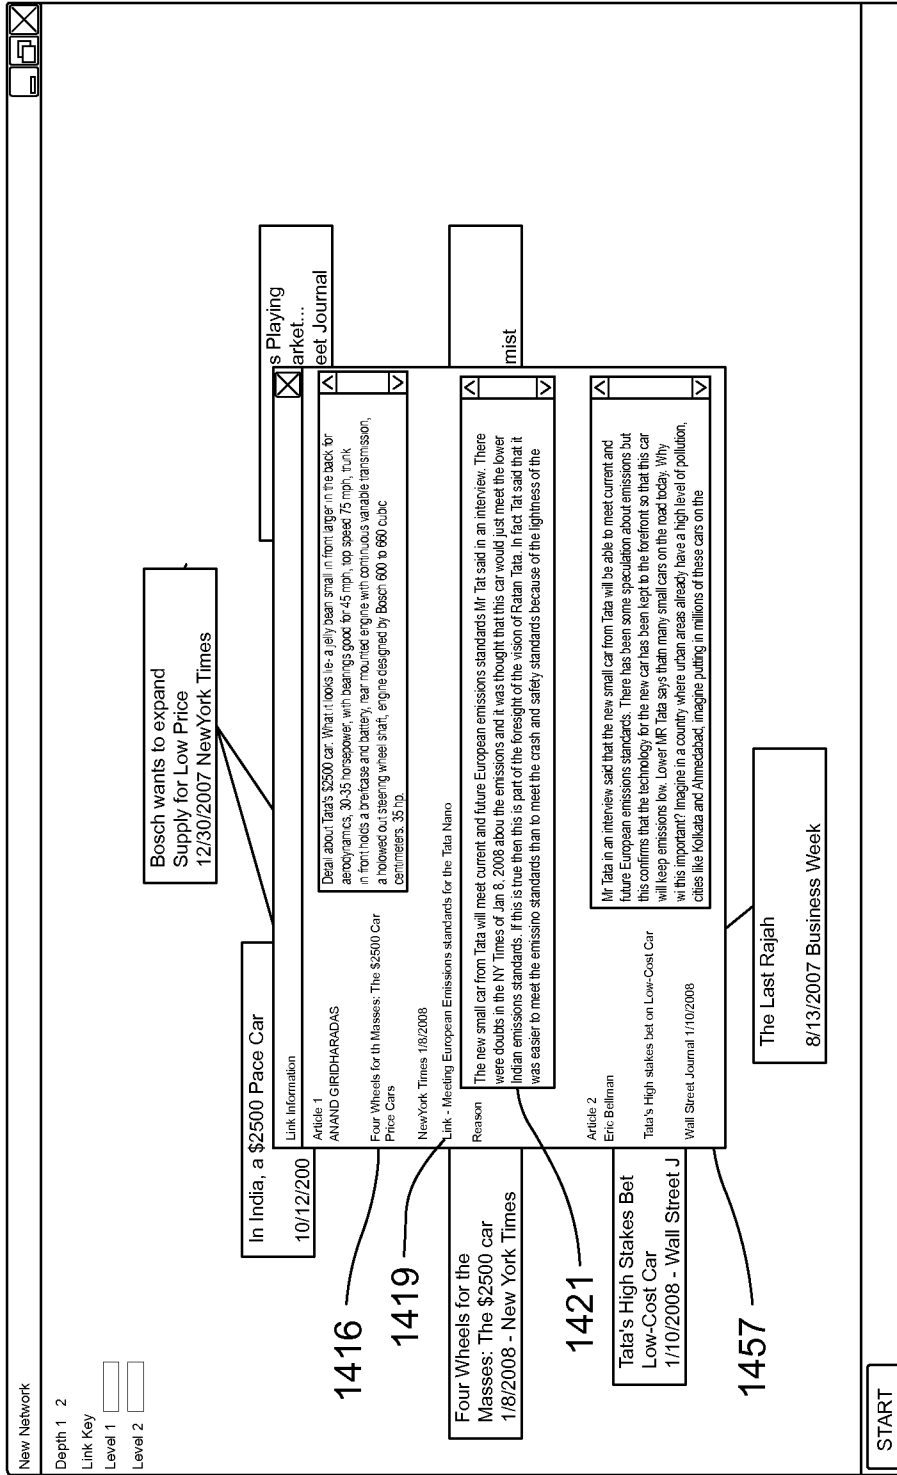 New Network
Depth 1 2
Link Key
Level 1
Level 2
Bosch wants to expand
Supply for Low Price
12/30/2007 NewYork Times
In India, a $2500 Pace Car
10/12/200
s Playing
arket...
eet Journal
Link Information
Article 1
ANAND GIRIDHARADAS
Four Wheels for th Masses: The $2500 Car
Price Cars
NewYork Times 1/8/2008
Detail about Tata's $2500 car. What it looks lie- a jelly bean small in front larger in the back for
aerodynamics, 30-35 horsepower, with bearings good for 45 mph, top speed 75 mph, trunk
in front holds a breifcase and battery, rear mounted engine with continuous variable transmission,
a holowed out steering wheel shaft, engine designed by Bosch 600 to 660 cubic
centimeters. 35 hp.
Link - Meeting European Emissions standards for the Tata Nano
Reason
The new small car from Tata will meet current and future European emissions standards Mr Tat said in an interview. There
were doubts in the NY Times of Jan 8, 2008 abou the emissions and it was thought that this car would just meet the lower
Indian emissions standards. If this is true then this is part of the foresight of the vision of Ratan Tata. In fact Tat said that it
was easier to meet the emissino standards than to meet the crash and safety standards because of the lightness of the
Article 2
Eric Bellman
Tata's High stakes bet on Low-Cost Car
Wall Street Journal 1/10/2008
Mr Tata in an interview said that the new small car from Tata will be able to meet current and
future European emissions standards. There has been some speculation about emissions but
this confirms that the technology for the new car has been kept to the forefront so that this car
will keep emissions low. Lower MR Tata says thatn many small cars on the road today. Why
wi this important? Imagine in a country where urban areas already have a high level of pollution,
cities like Kolkata and Ahmedabad, imagine putting in millions of these cars on the
mist
Four Wheels for the
Masses: The $2500 car
1/8/2008 - New York Times
Tata's High Stakes Bet
Low-Cost Car
1/10/2008 - Wall Street J
The Last Rajah
8/13/2007 Business Week
1416
1419
1421
1457
START